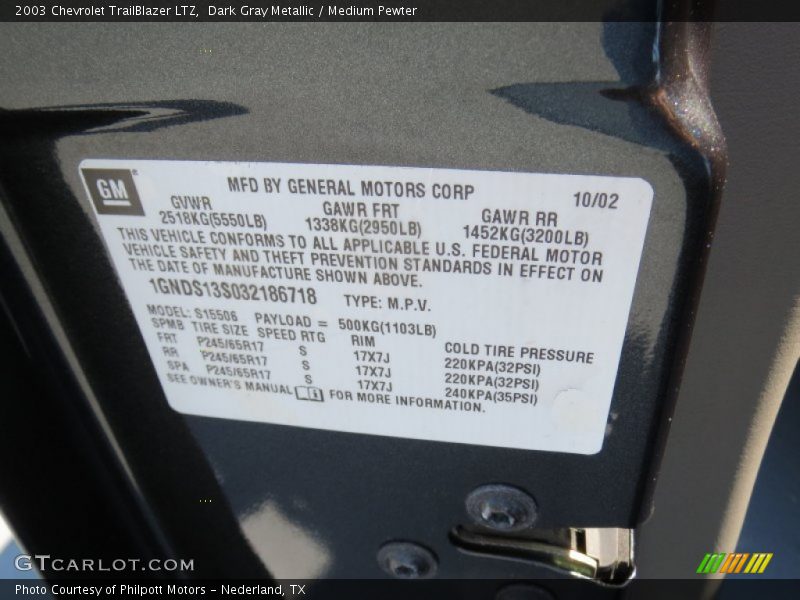 2003 Chevrolet TrailBlazer LTZ, Dark Gray Metallic / Medium Pewter
GM
MFD BY GENERAL MOTORS CORP 10/02
GVWR GAWR FRT GAWR RR
2518KG(5550LB) 1338KG(2950LB) 1452KG(3200LB)
THIS VEHICLE CONFORMS TO ALL APPLICABLE U.S. FEDERAL MOTOR
VEHICLE SAFETY AND THEFT PREVENTION STANDARDS IN EFFECT ON
THE DATE OF MANUFACTURE SHOWN ABOVE.
1GNDS13S032186718 TYPE: M.P.V.
MODEL: S15506 PAYLOAD = 500KG(1103LB)
SPMB TIRE SIZE SPEED RTG RIM COLD TIRE PRESSURE
FRT P245/65R17 S 17X7J 220KPA(32PSI)
RR P245/65R17 S 17X7J 220KPA(32PSI)
SPA P245/65R17 S 17X7J 240KPA(35PSI)
SEE OWNER'S MANUAL FOR MORE INFORMATION.
GTCARLOT.COM
Photo Courtesy of Philpott Motors - Nederland, TX